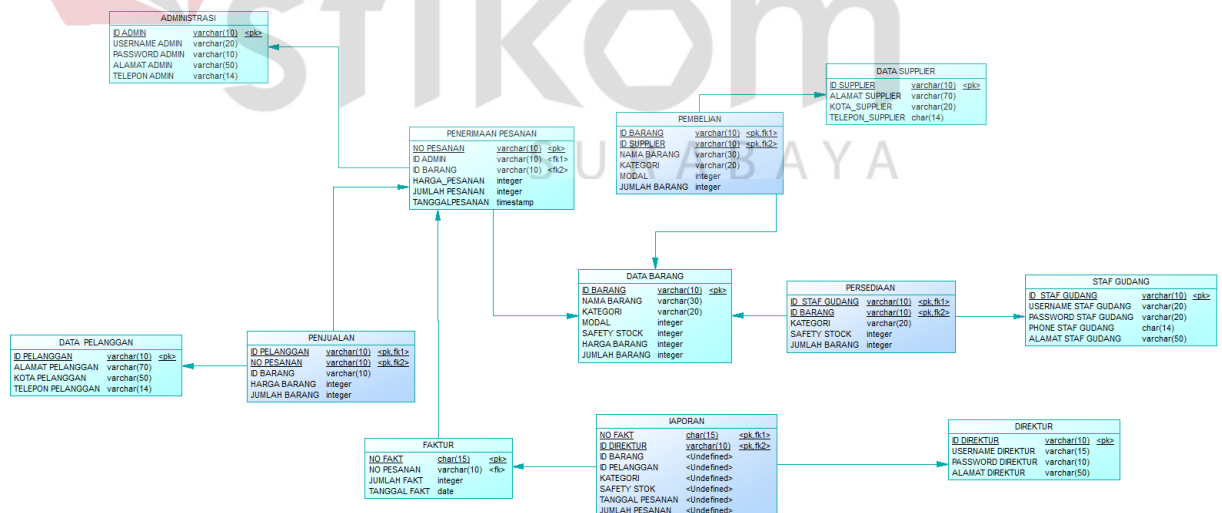 stikom
SURABAYA
ADMINISTRASI
ID ADMIN varchar(10) <pk>
USERNAME ADMIN varchar(20)
PASSWORD ADMIN varchar(10)
ALAMAT ADMIN varchar(50)
TELEPON ADMIN varchar(14)
DATA SUPPLIER
ID SUPPLIER varchar(10) <pk>
ALAMAT SUPPLIER varchar(70)
KOTA_SUPPLIER varchar(20)
TELEPON_SUPPLIER char(14)
PEMBELIAN
ID BARANG varchar(10) <pk,fk1>
ID SUPPLIER varchar(10) <pk,fk2>
NAMA BARANG varchar(30)
KATEGORI varchar(20)
MODAL integer
JUMLAH BARANG integer
PENERIMAAN PESANAN
NO PESANAN varchar(10) <pk>
ID ADMIN varchar(10) <fk1>
ID BARANG varchar(10) <fk2>
HARGA_PESANAN integer
JUMLAH PESANAN integer
TANGGALPESANAN timestamp
DATA BARANG
ID BARANG varchar(10) <pk>
NAMA BARANG varchar(30)
KATEGORI varchar(20)
MODAL integer
SAFETY STOCK integer
HARGA BARANG integer
JUMLAH BARANG integer
PERSEDIAAN
ID STAF GUDANG varchar(10) <pk,fk1>
ID BARANG varchar(10) <pk,fk2>
KATEGORI varchar(20)
SAFETY STOCK integer
JUMLAH BARANG integer
STAF GUDANG
ID STAF GUDANG varchar(10) <pk>
USERNAME STAF GUDANG varchar(20)
PASSWORD STAF GUDANG varchar(20)
PHONE STAF GUDANG char(14)
ALAMAT STAF GUDANG varchar(50)
DATA PELANGGAN
ID PELANGGAN varchar(10) <pk>
ALAMAT PELANGGAN varchar(70)
KOTA PELANGGAN varchar(50)
TELEPON PELANGGAN varchar(14)
PENJUALAN
ID PELANGGAN varchar(10) <pk,fk1>
NO PESANAN varchar(10) <pk,fk2>
ID BARANG varchar(10)
HARGA BARANG integer
JUMLAH BARANG integer
FAKTUR
NO FAKT char(15) <pk>
NO PESANAN varchar(10) <fk>
JUMLAH FAKT integer
TANGGAL FAKT date
lAPORAN
NO FAKT char(15) <pk,fk1>
ID DIREKTUR varchar(10) <pk,fk2>
ID BARANG <Undefined>
ID PELANGGAN <Undefined>
KATEGORI <Undefined>
SAFETY STOK <Undefined>
TANGGAL PESANAN <Undefined>
JUMLAH PESANAN <Undefined>
DIREKTUR
ID DIREKTUR varchar(10) <pk>
USERNAME DIREKTUR varchar(15)
PASSWORD DIREKTUR varchar(10)
ALAMAT DIREKTUR varchar(50)